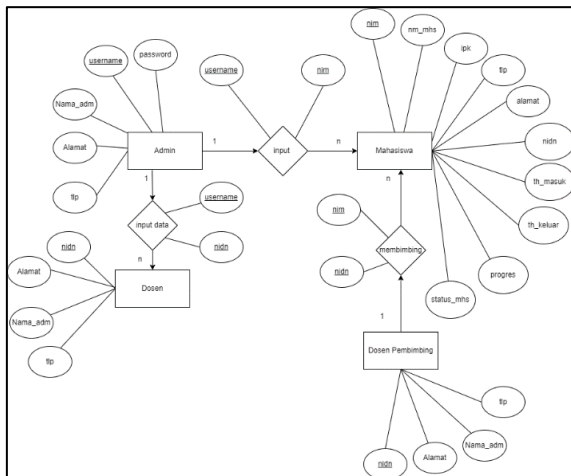 nim
nm_mhs
ipk
tlp
alamat
nidn
th_masuk
th_keluar
progres
status_mhs
Mahasiswa
n
n
username
password
Nama_adm
Alamat
tlp
Admin
1
1
username
nim
input
input data
username
nidn
n
nidn
Alamat
Nama_adm
tlp
Dosen
nim
nidn
membimbing
1
Dosen Pembimbing
tlp
Nama_adm
Alamat
nidn